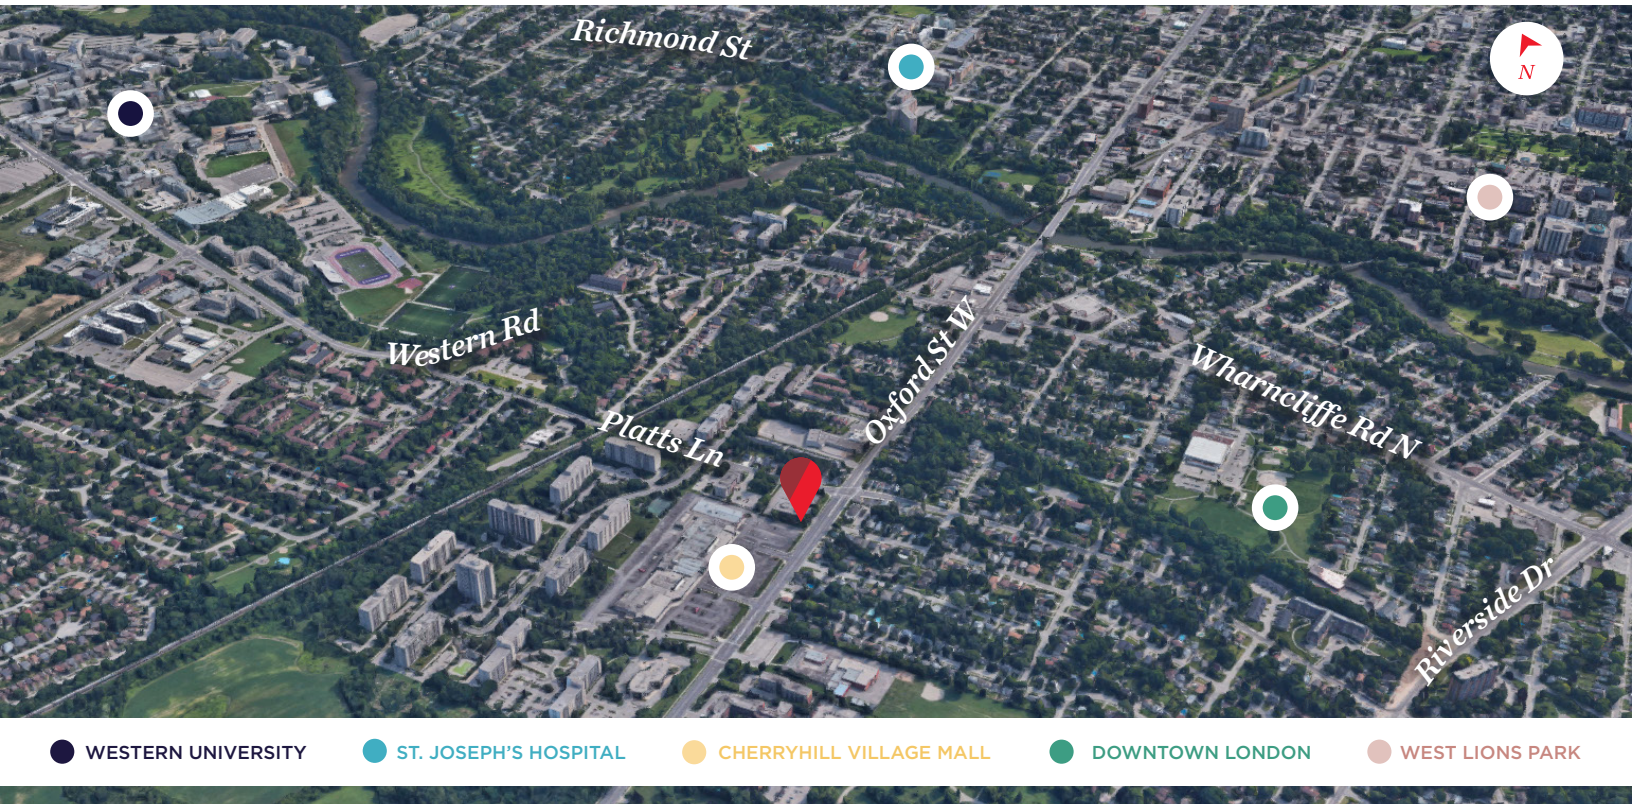 Richmond St
N
Western Rd
Oxford St W
Wharncliffe Rd N
Platts Ln
Riverside Dr
WESTERN UNIVERSITY
ST. JOSEPH’S HOSPITAL
CHERRYHILL VILLAGE MALL
DOWNTOWN LONDON
WEST LIONS PARK